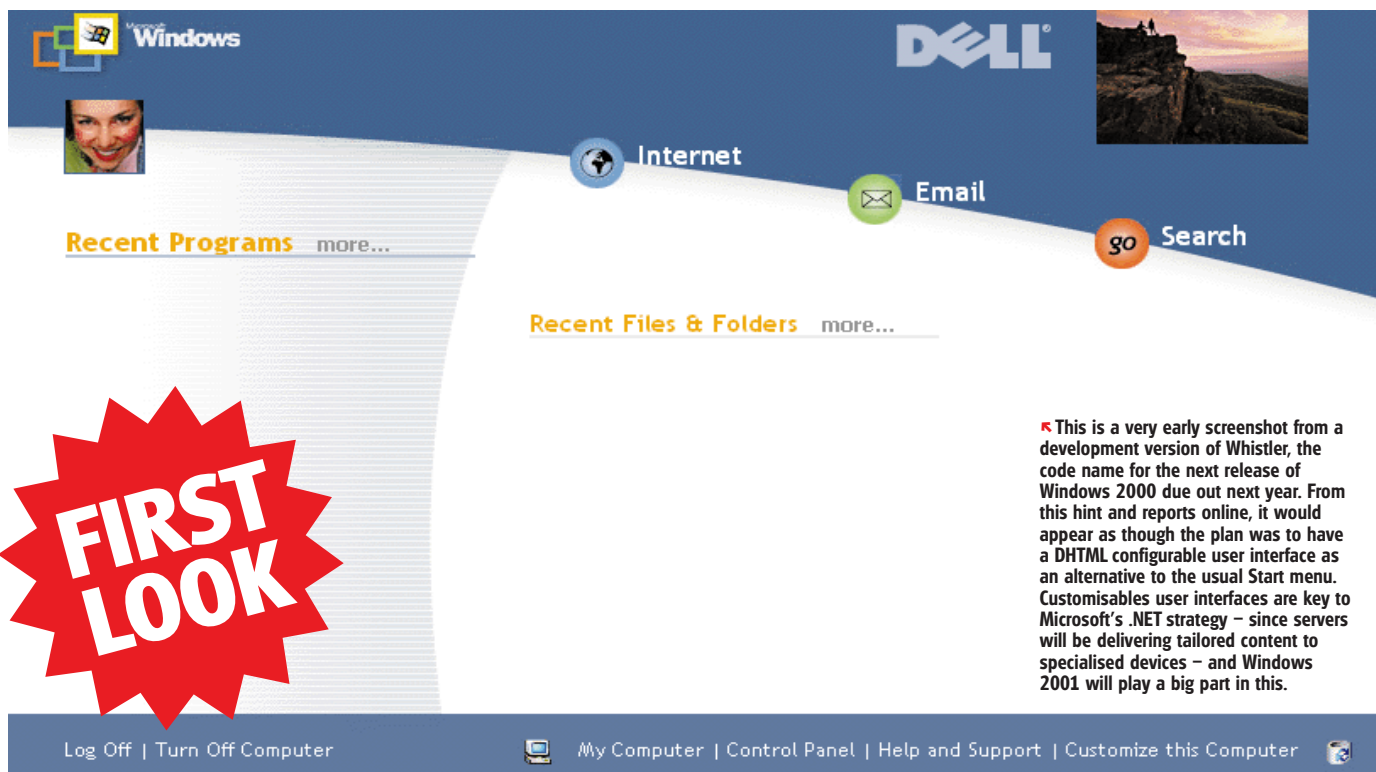 Microsoft
Windows
DELL
Internet
Email
go Search
Recent Programs more...
Recent Files & Folders more...
FIRST
LOOK
This is a very early screenshot from a
development version of Whistler, the
code name for the next release of
Windows 2000 due out next year. From
this hint and reports online, it would
appear as though the plan was to have
a DHTML configurable user interface as
an alternative to the usual Start menu.
Customisables user interfaces are key to
Microsoft's .NET strategy – since servers
will be delivering tailored content to
specialised devices – and Windows
2001 will play a big part in this.
Log Off | Turn Off Computer
My Computer | Control Panel | Help and Support | Customize this Computer